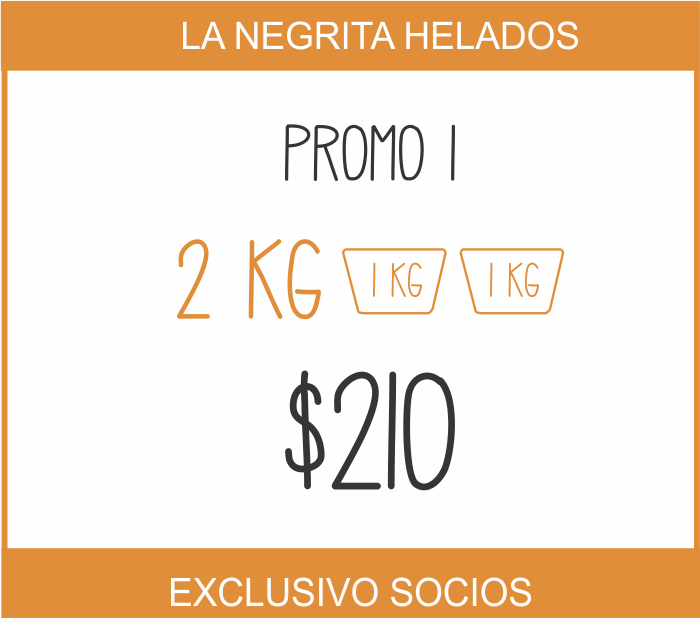 LA NEGRITA HELADOS
PROMO 1
2 KG 1 KG 1 KG
$210
EXCLUSIVO SOCIOS